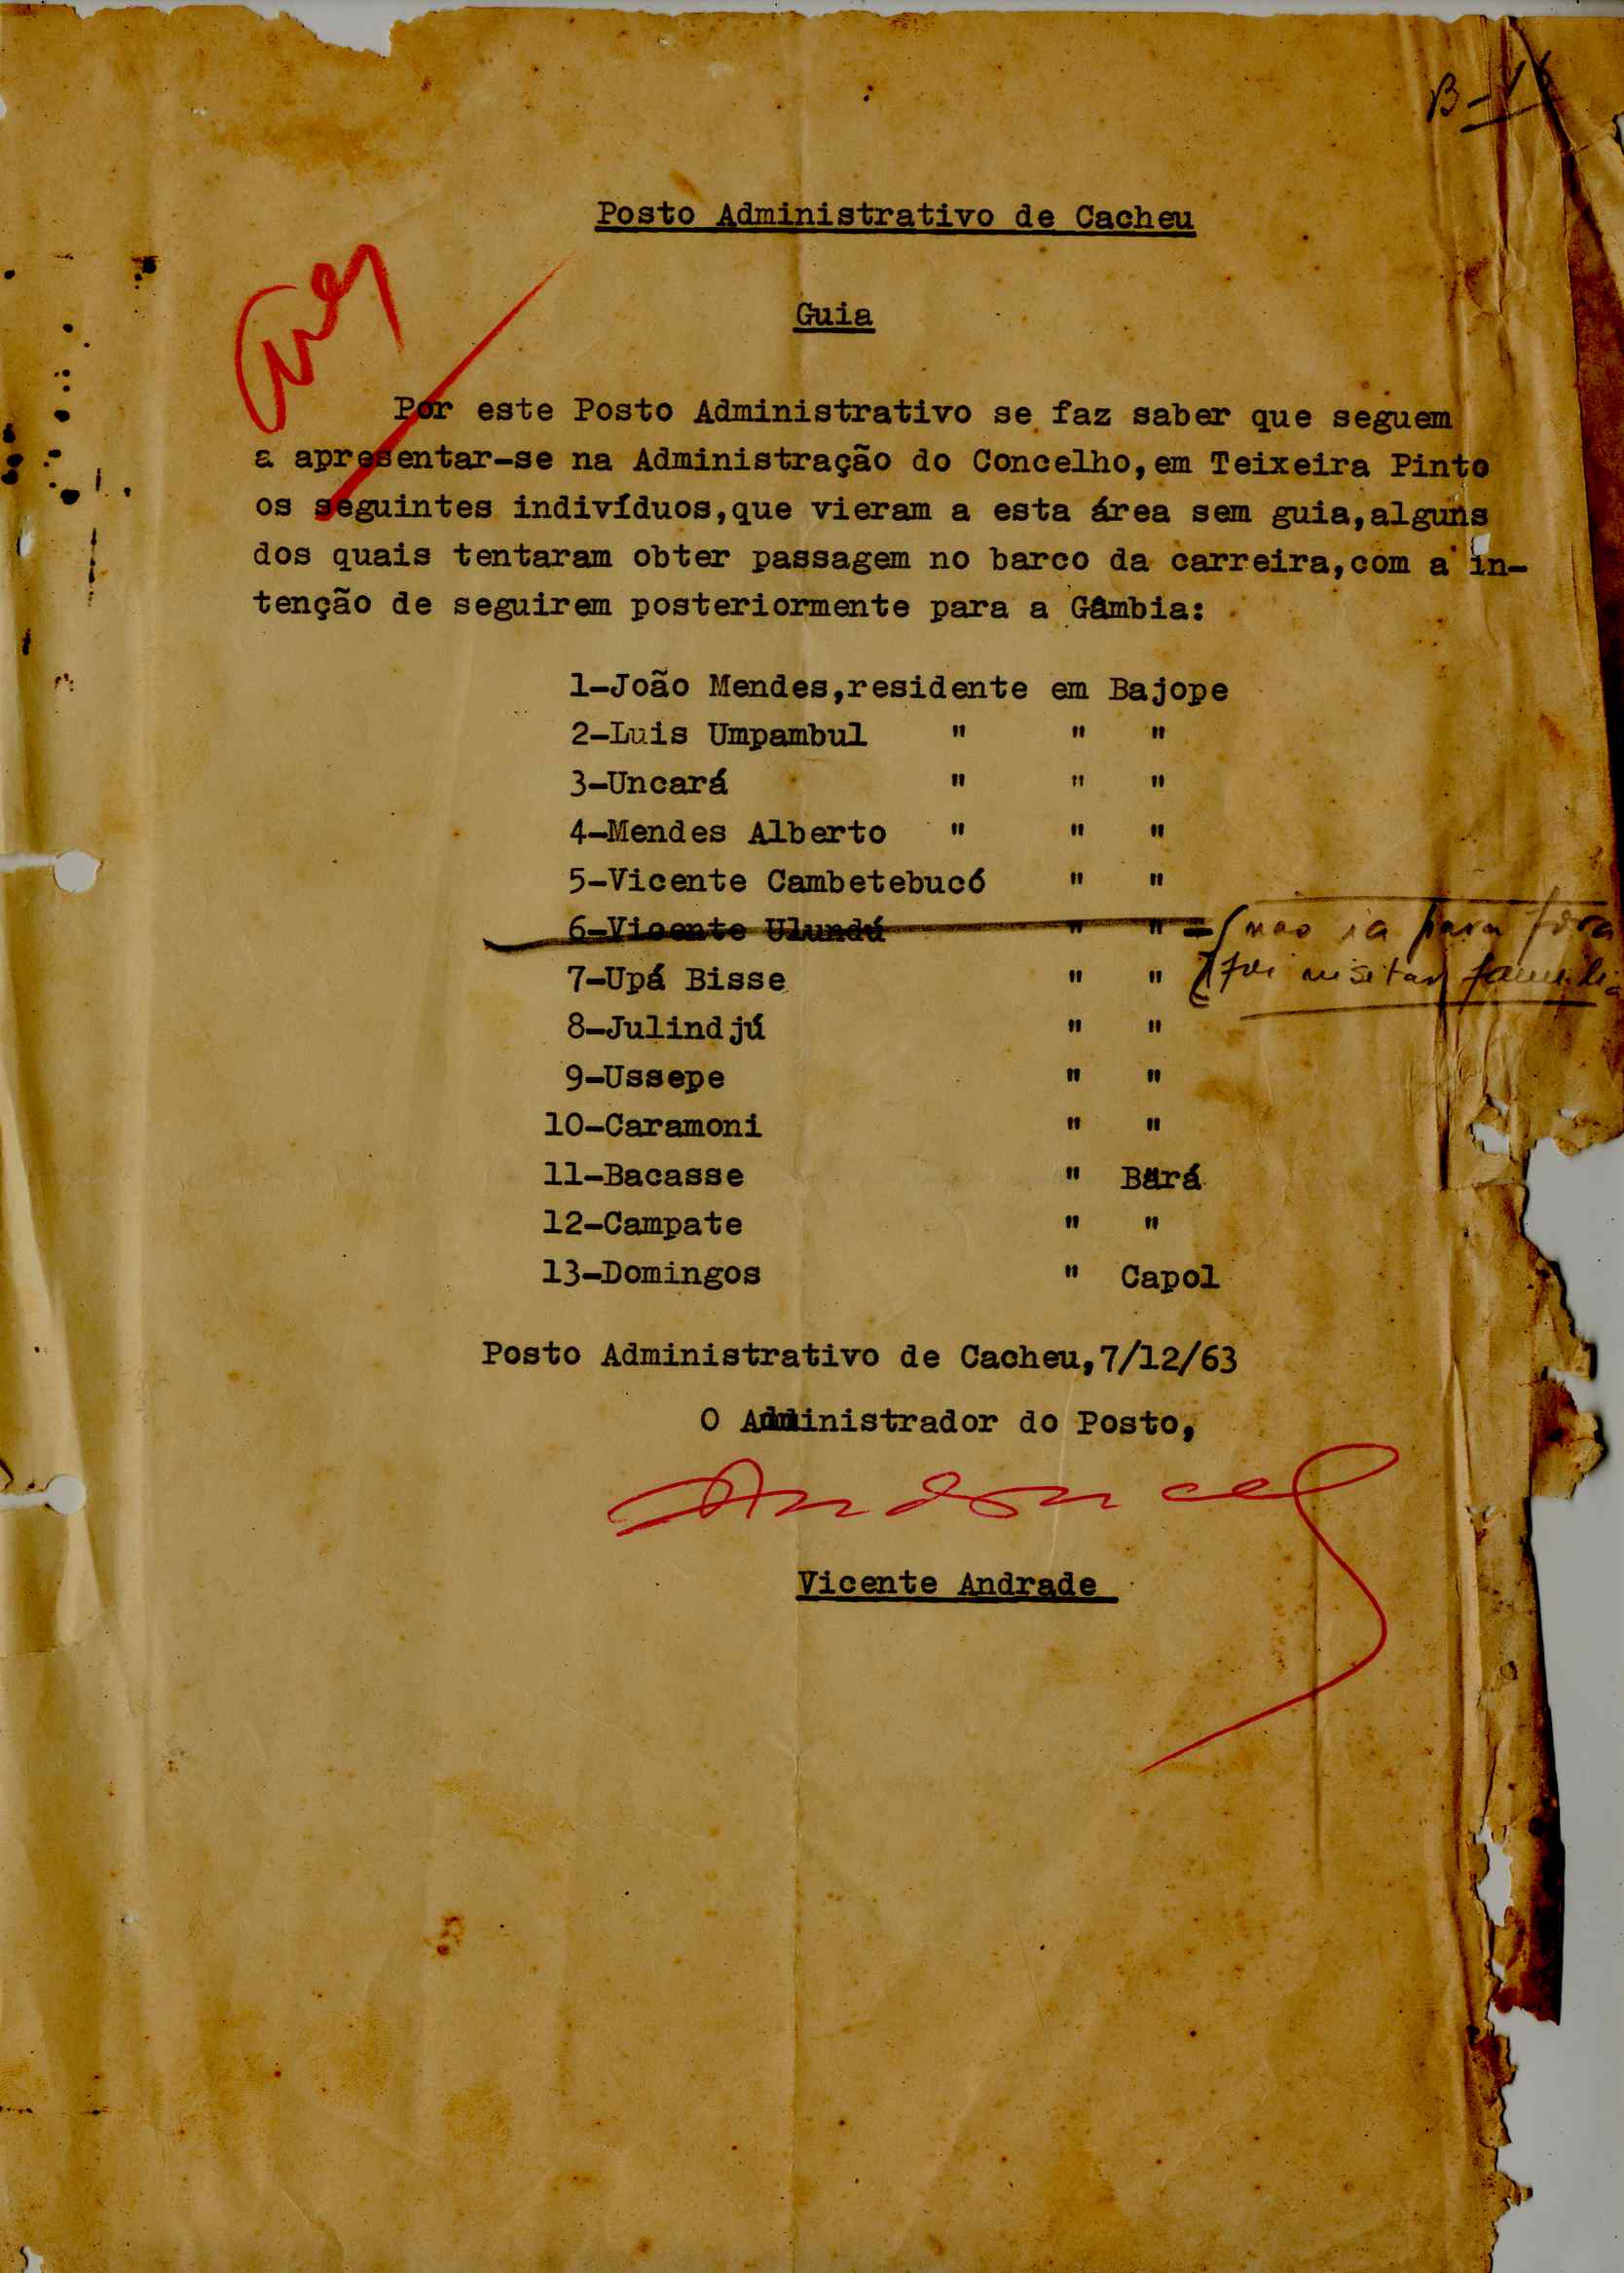 B-
Posto Administrativo de Cacheu
Guia
Por este Posto Administrativo se faz saber que seguem
a apresentar-se na Administração do Concelho,em Teixeira Pinto
os seguintes indivíduos,que vieram a esta área sem guia,alguns
dos quais tentaram obter passagem no barco da carreira,com a in-
tenção de seguirem posteriormente para a Gâmbia:
1-João Mendes,residente em Bajope
2-Luis Umpambul " " "
3-Uncará " " "
4-Mendes Alberto " " "
5-Vicente Cambetebucó " "
6-Vicente Ulundú " " = (não ia para fora
7-Upá Bisse " " (foi visitar familia
8-Julindjú " "
9-Ussepe " "
10-Caramoni " "
11-Bacasse " Bará
12-Campate " "
13-Domingos " Capol
Posto Administrativo de Cacheu,7/12/63
O Administrador do Posto,
Vicente Andrade